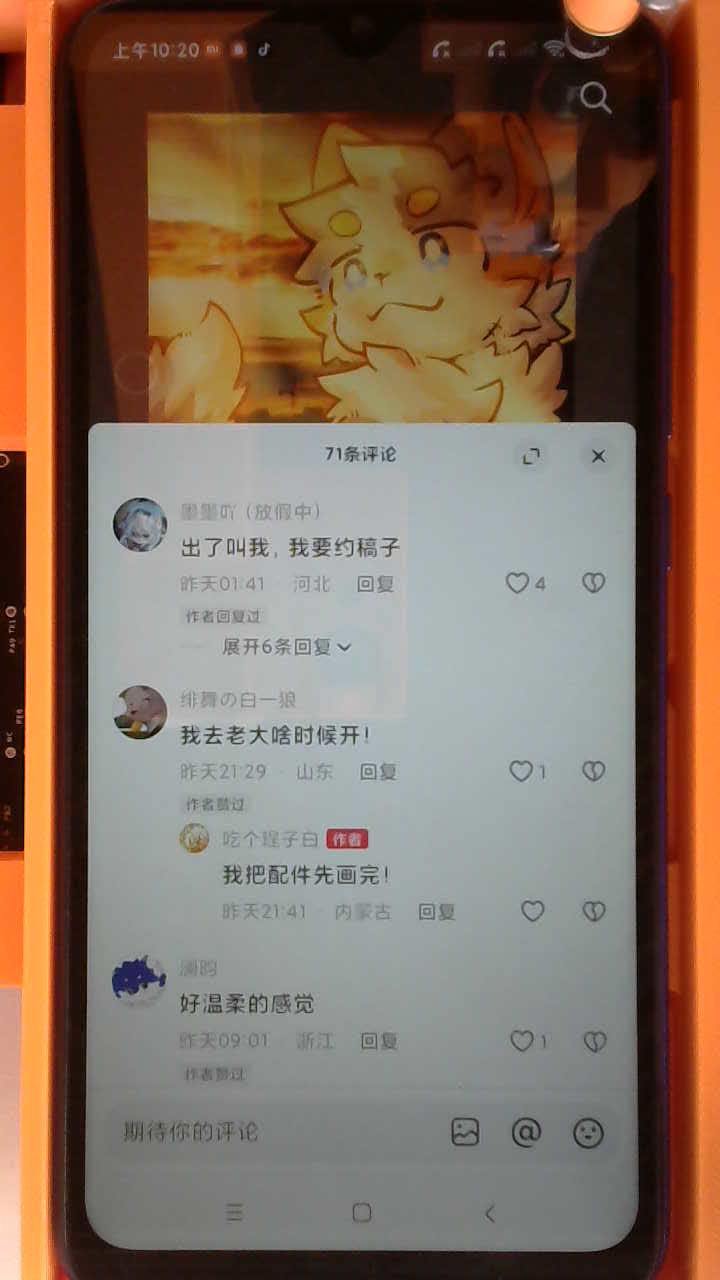 上午10:20
71条评论
墨墨吖（放假中）
出了叫我，我要约稿子
昨天01:41 · 河北 回复
4
作者回复过
展开6条回复
绯舞の白一狼
我去老大啥时候开！
昨天21:29 · 山东 回复
1
作者赞过
吃个珵子白 作者
我把配件先画完！
昨天21:41 · 内蒙古 回复
好温柔的感觉
昨天09:01 · 浙江 回复
1
作者赞过
期待你的评论